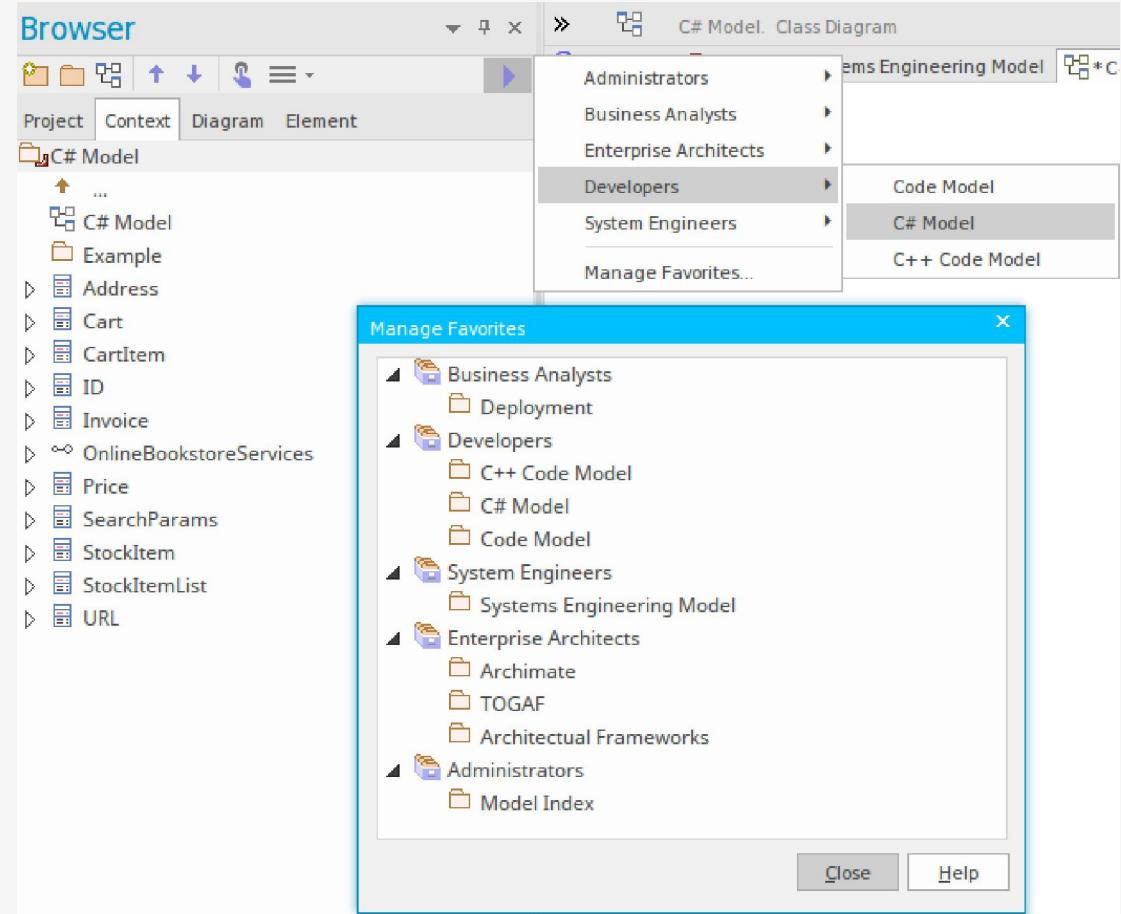 Browser
» C# Model. Class Diagram
ems Engineering Model *C
Project Context Diagram Element
C# Model
...
C# Model
Example
Address
Cart
CartItem
ID
Invoice
OnlineBookstoreServices
Price
SearchParams
StockItem
StockItemList
URL
Administrators
Business Analysts
Enterprise Architects
Developers
System Engineers
Manage Favorites...
Code Model
C# Model
C++ Code Model
Manage Favorites
Business Analysts
Deployment
Developers
C++ Code Model
C# Model
Code Model
System Engineers
Systems Engineering Model
Enterprise Architects
Archimate
TOGAF
Architectual Frameworks
Administrators
Model Index
Close Help